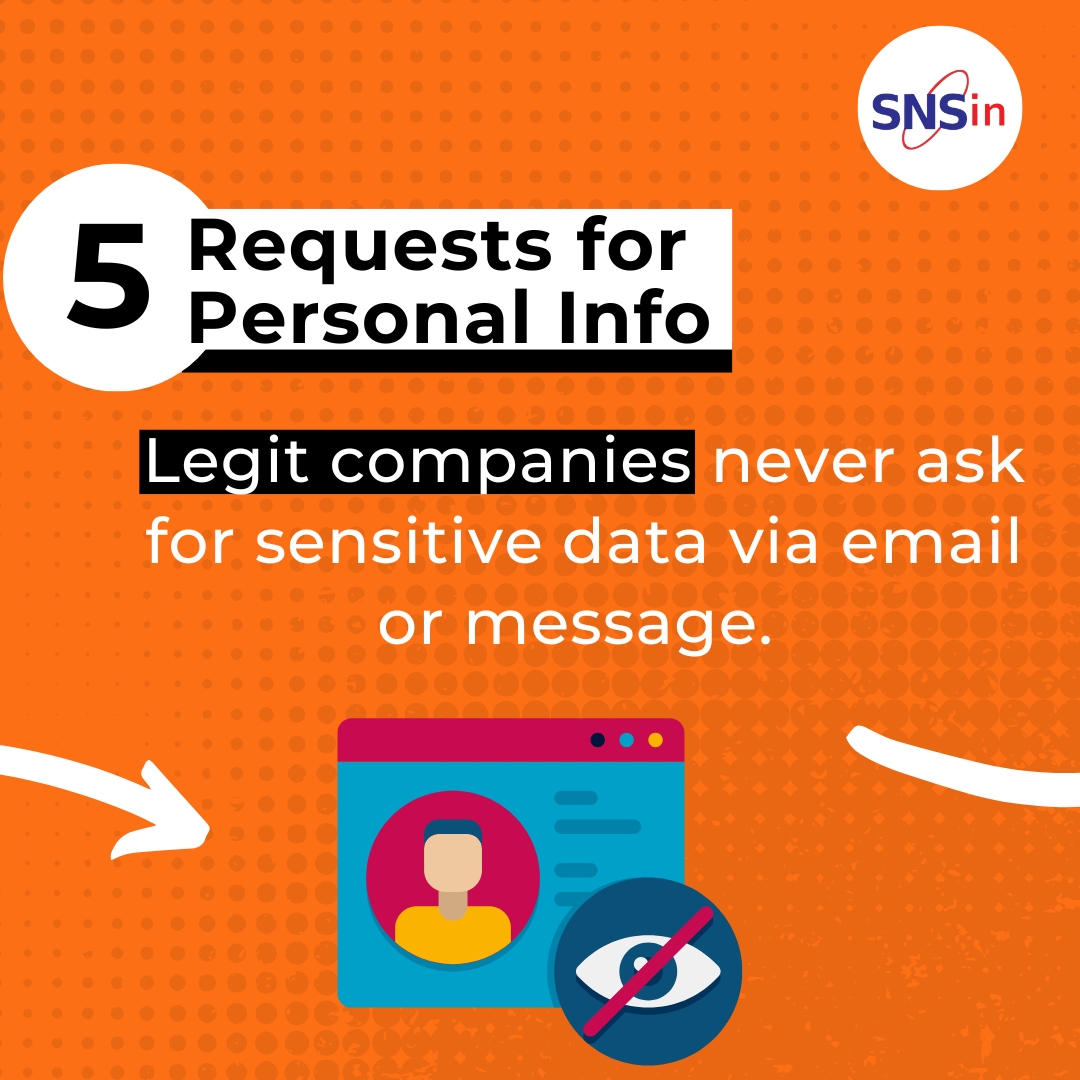 SNSin
5
Requests for
Personal Info
Legit companies never ask
for sensitive data via email
or message.